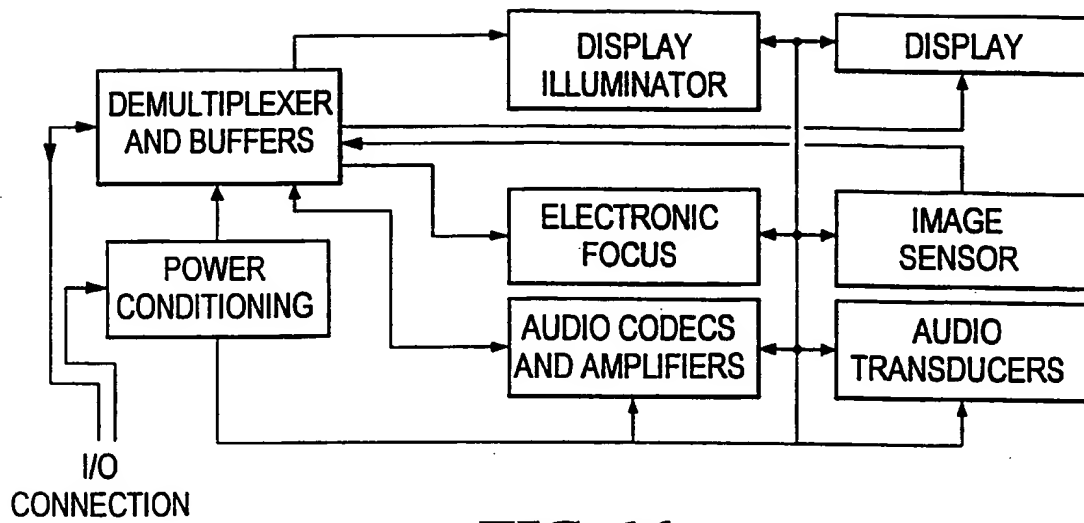 DEMULTIPLEXER
AND BUFFERS
DISPLAY
ILLUMINATOR
DISPLAY
POWER
CONDITIONING
ELECTRONIC
FOCUS
IMAGE
SENSOR
AUDIO CODECS
AND AMPLIFIERS
AUDIO
TRANSDUCERS
I/O
CONNECTION